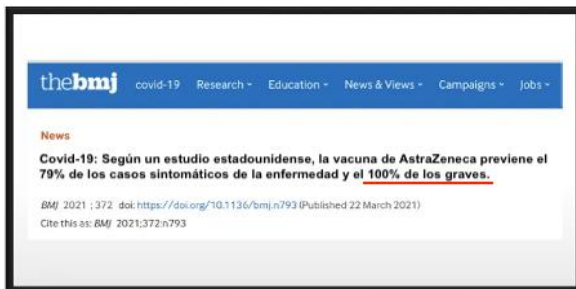 thebmj covid-19 Research Education News & Views Campaigns Jobs
News
Covid-19: Según un estudio estadounidense, la vacuna de AstraZeneca previene el
79% de los casos sintomáticos de la enfermedad y el 100% de los graves.
BMJ 2021 ; 372 doi: https://doi.org/10.1136/bmj.n793 (Published 22 March 2021)
Cite this as: BMJ 2021;372:n793